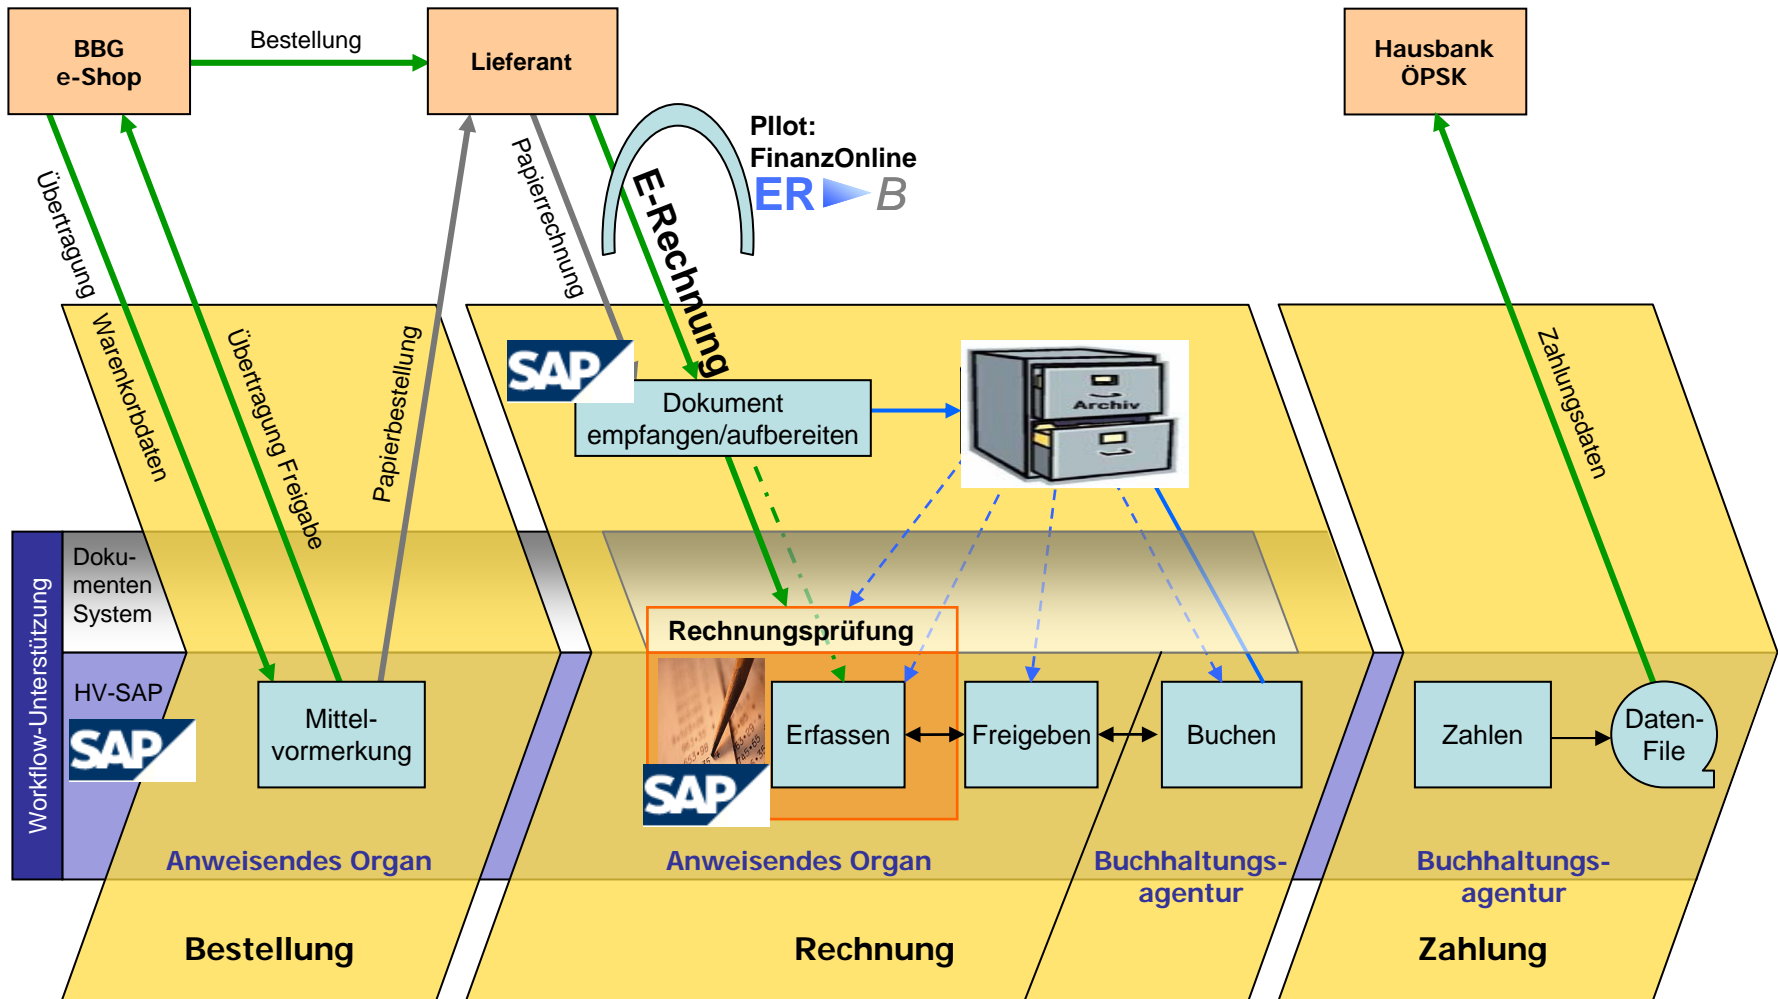 BBG
e-Shop
Bestellung
Lieferant
Hausbank
ÖPSK
PIlot:
FinanzOnline
ER B
Übertragung
Warenkorbdaten
Übertragung Freigabe
Papierbestellung
Papierrechnung
E-Rechnung
Zahlungsdaten
SAP
Dokument
empfangen/aufbereiten
Archiv
Workflow-Unterstützung
Doku-
menten
System
Rechnungsprüfung
HV-SAP
SAP
Mittel-
vormerkung
SAP
Erfassen
Freigeben
Buchen
Zahlen
Daten-
File
Anweisendes Organ
Anweisendes Organ
Buchhaltungs-
agentur
Buchhaltungs-
agentur
Bestellung
Rechnung
Zahlung